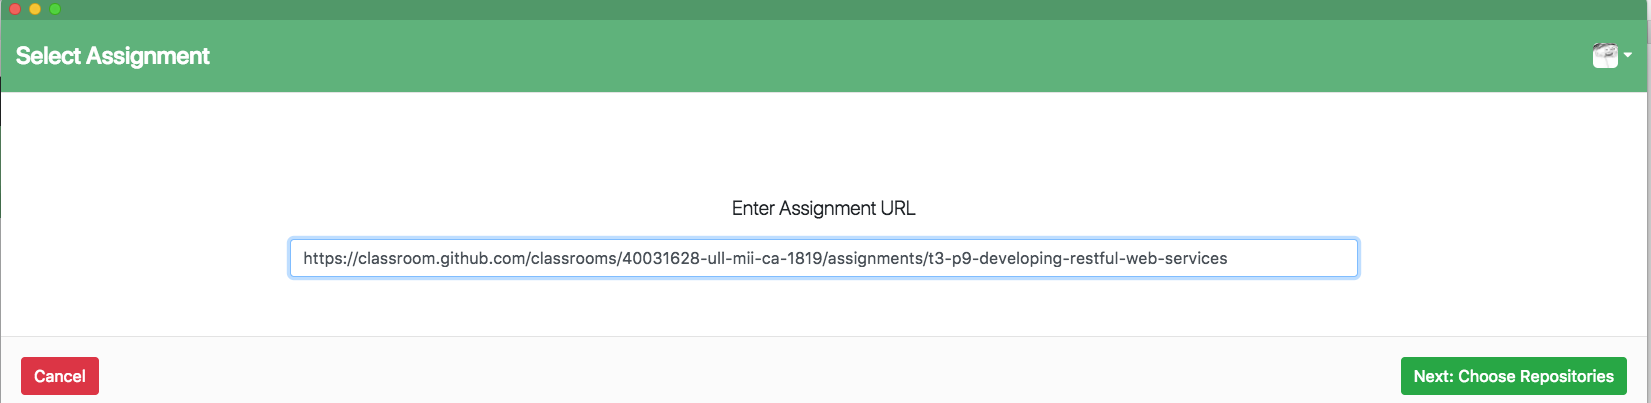 Select Assignment
Enter Assignment URL
https://classroom.github.com/classrooms/40031628-ull-mii-ca-1819/assignments/t3-p9-developing-restful-web-services
Cancel
Next: Choose Repositories